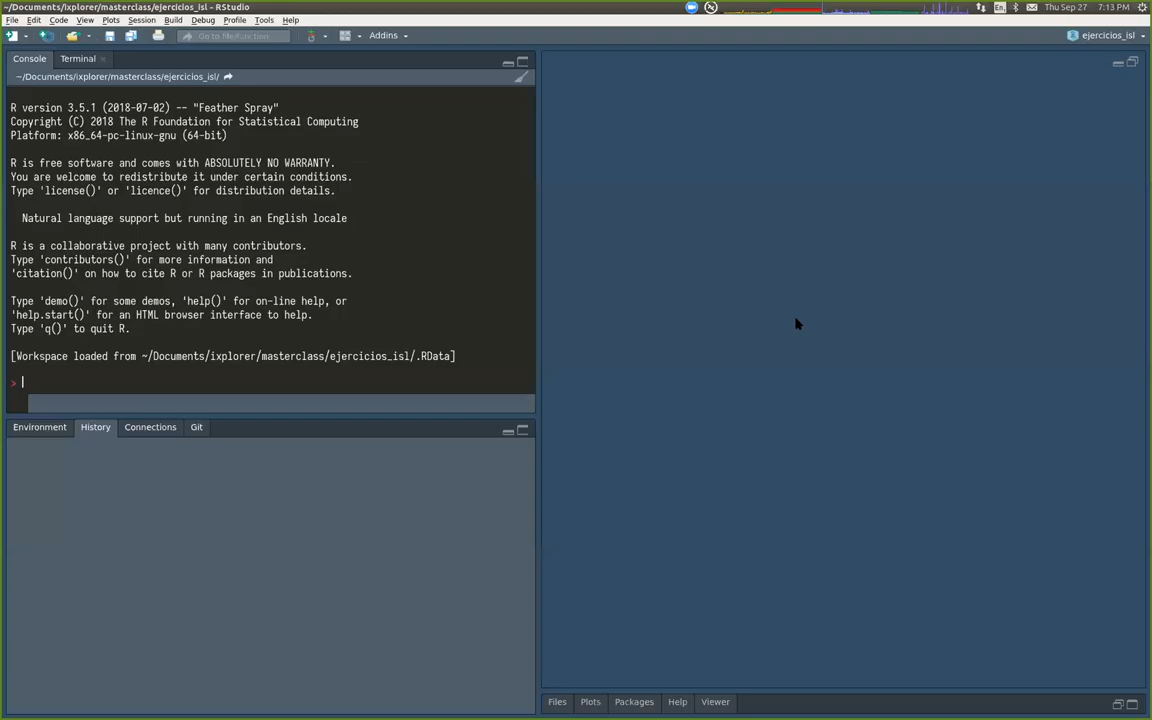 ~/Documents/ixplorer/masterclass/ejercicios_isl - RStudio
En Thu Sep 27 7:13 PM
File Edit Code View Plots Session Build Debug Profile Tools Help
Go to file/function Addins ejercicios_isl
Console Terminal
~/Documents/ixplorer/masterclass/ejercicios_isl/
R version 3.5.1 (2018-07-02) -- "Feather Spray"
Copyright (C) 2018 The R Foundation for Statistical Computing
Platform: x86_64-pc-linux-gnu (64-bit)
R is free software and comes with ABSOLUTELY NO WARRANTY.
You are welcome to redistribute it under certain conditions.
Type 'license()' or 'licence()' for distribution details.
Natural language support but running in an English locale
R is a collaborative project with many contributors.
Type 'contributors()' for more information and
'citation()' on how to cite R or R packages in publications.
Type 'demo()' for some demos, 'help()' for on-line help, or
'help.start()' for an HTML browser interface to help.
Type 'q()' to quit R.
[Workspace loaded from ~/Documents/ixplorer/masterclass/ejercicios_isl/.RData]
>
Environment History Connections Git
Files Plots Packages Help Viewer